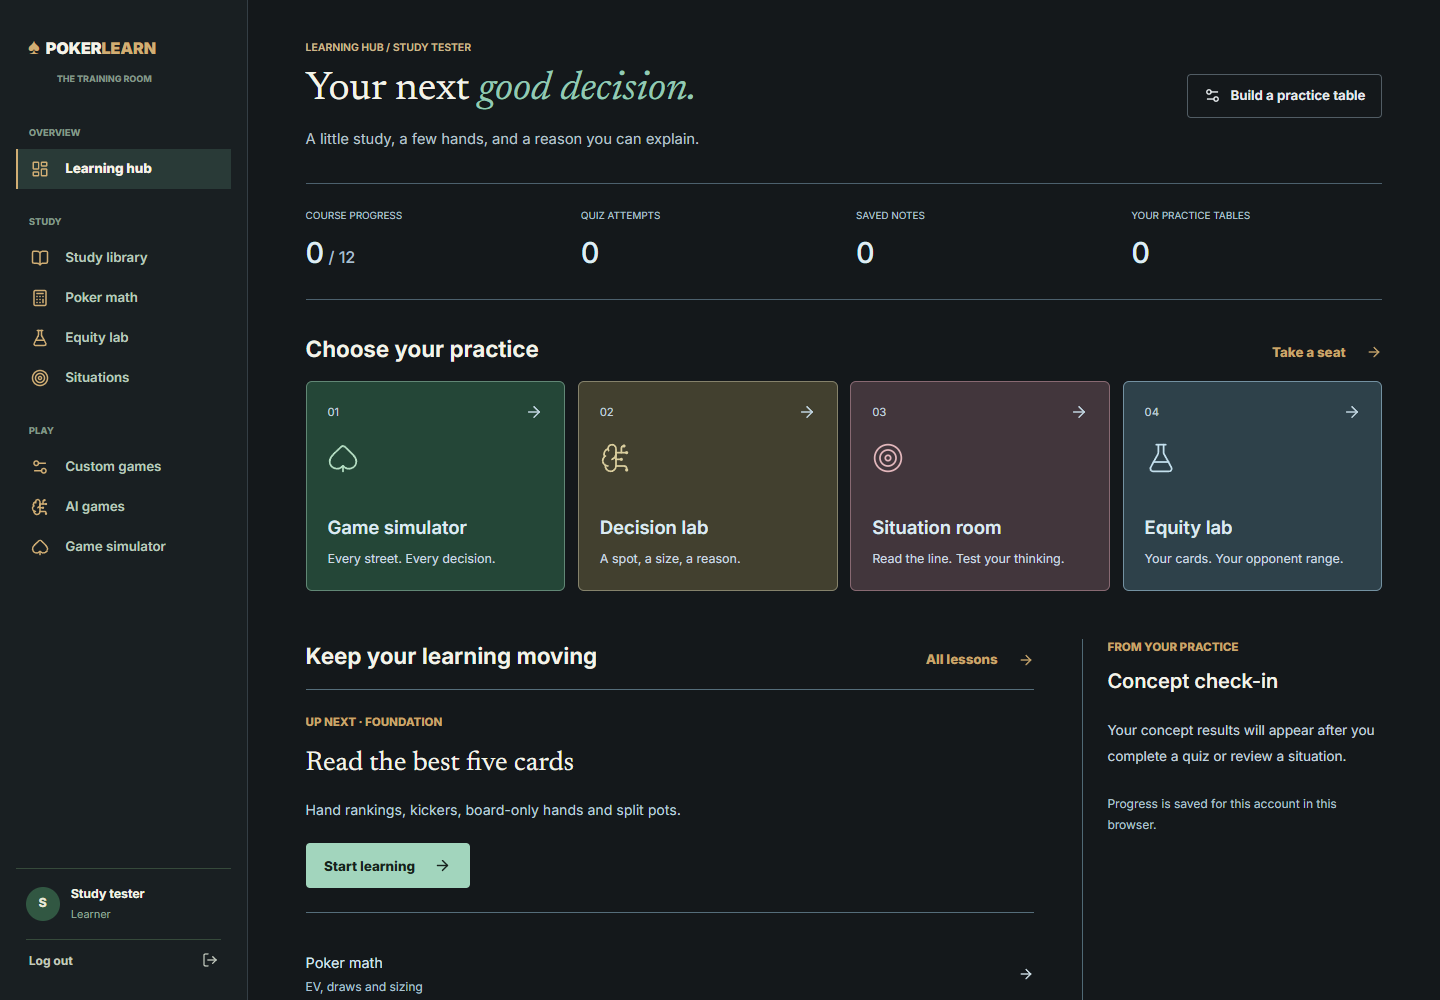 POKERLEARN
THE TRAINING ROOM
OVERVIEW
Learning hub
STUDY
Study library
Poker math
Equity lab
Situations
PLAY
Custom games
AI games
Game simulator
S
Study tester
Learner
Log out
LEARNING HUB / STUDY TESTER
Your next good decision.
A little study, a few hands, and a reason you can explain.
Build a practice table
COURSE PROGRESS
0 / 12
QUIZ ATTEMPTS
0
SAVED NOTES
0
YOUR PRACTICE TABLES
0
Choose your practice
Take a seat
01
Game simulator
Every street. Every decision.
02
Decision lab
A spot, a size, a reason.
03
Situation room
Read the line. Test your thinking.
04
Equity lab
Your cards. Your opponent range.
Keep your learning moving
All lessons
UP NEXT · FOUNDATION
Read the best five cards
Hand rankings, kickers, board-only hands and split pots.
Start learning
Poker math
EV, draws and sizing
FROM YOUR PRACTICE
Concept check-in
Your concept results will appear after you
complete a quiz or review a situation.
Progress is saved for this account in this
browser.